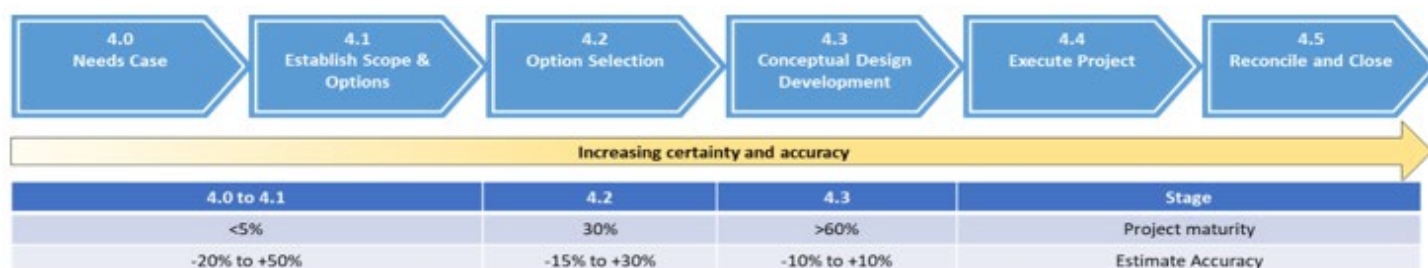 4.0
Needs Case
4.1
Establish Scope &
Options
4.2
Option Selection
4.3
Conceptual Design
Development
4.4
Execute Project
4.5
Reconcile and Close
Increasing certainty and accuracy
4.0 to 4.1 4.2 4.3 Stage
<5% 30% >60% Project maturity
-20% to +50% -15% to +30% -10% to +10% Estimate Accuracy